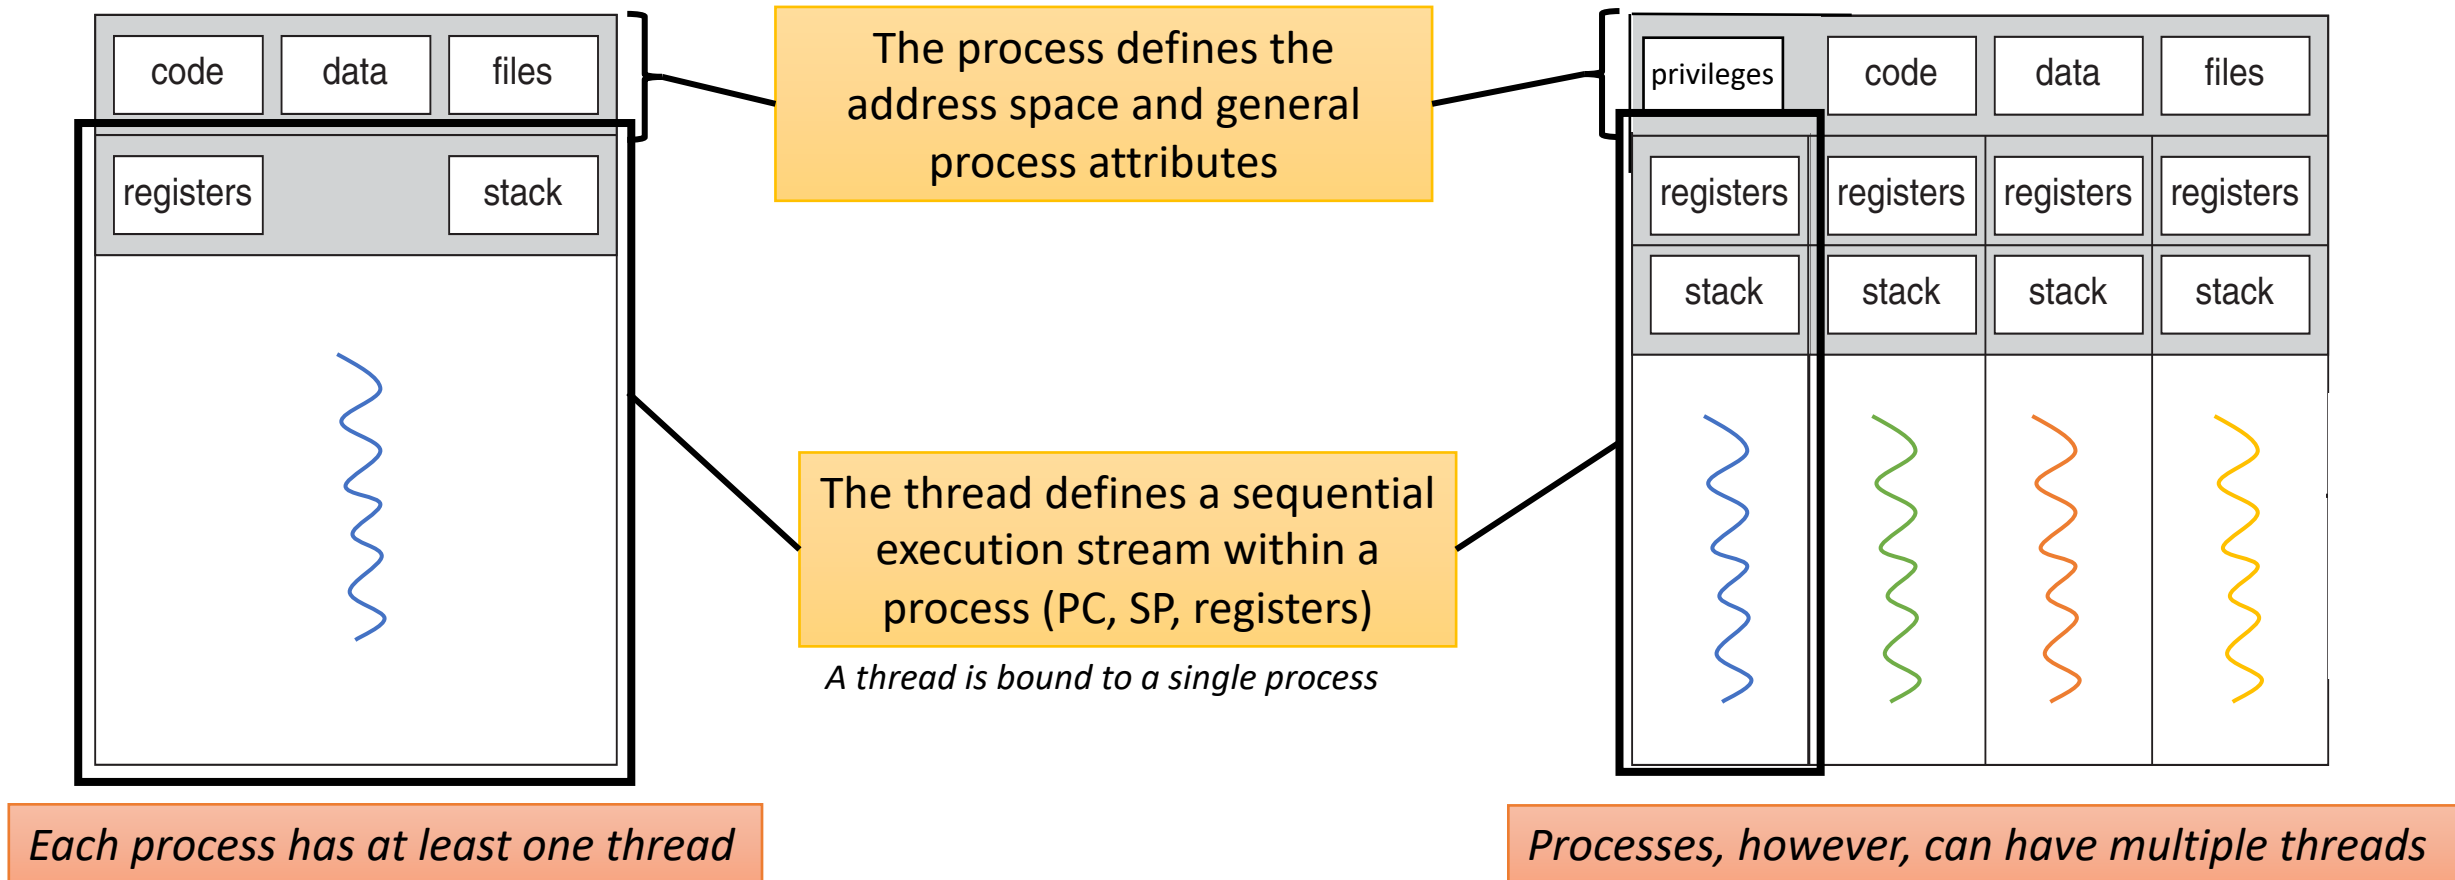 code data files
registers stack
The process defines the
address space and general
process attributes
privileges code data files
registers registers registers registers
stack stack stack stack
The thread defines a sequential
execution stream within a
process (PC, SP, registers)
A thread is bound to a single process
Each process has at least one thread
Processes, however, can have multiple threads